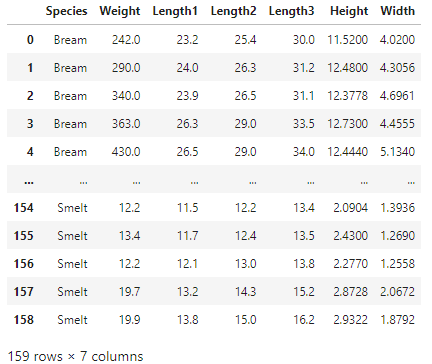 Species Weight Length1 Length2 Length3 Height Width
0 Bream 242.0 23.2 25.4 30.0 11.5200 4.0200
1 Bream 290.0 24.0 26.3 31.2 12.4800 4.3056
2 Bream 340.0 23.9 26.5 31.1 12.3778 4.6961
3 Bream 363.0 26.3 29.0 33.5 12.7300 4.4555
4 Bream 430.0 26.5 29.0 34.0 12.4440 5.1340
... ... ... ... ... ... ... ...
154 Smelt 12.2 11.5 12.2 13.4 2.0904 1.3936
155 Smelt 13.4 11.7 12.4 13.5 2.4300 1.2690
156 Smelt 12.2 12.1 13.0 13.8 2.2770 1.2558
157 Smelt 19.7 13.2 14.3 15.2 2.8728 2.0672
158 Smelt 19.9 13.8 15.0 16.2 2.9322 1.8792
159 rows × 7 columns